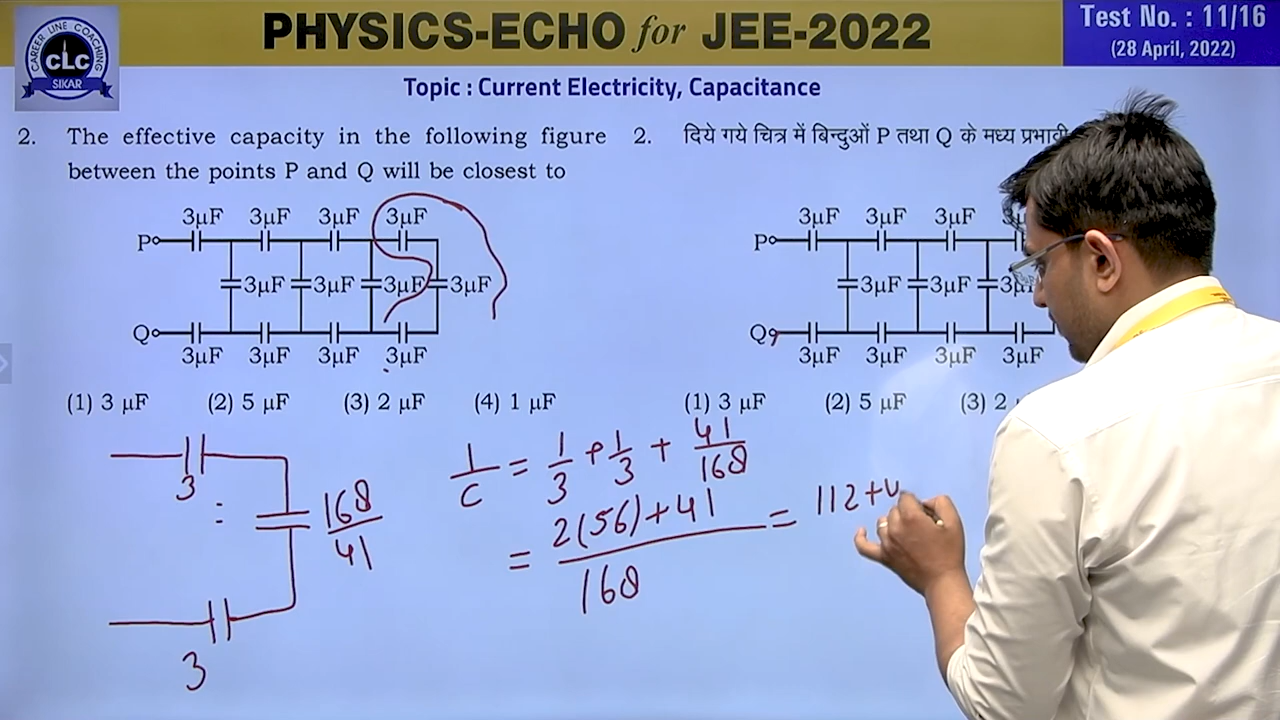 CAREER LINE COACHING
CLC
SIKAR
PHYSICS-ECHO for JEE-2022
Test No. : 11/16
(28 April, 2022)
Topic : Current Electricity, Capacitance
2. The effective capacity in the following figure
between the points P and Q will be closest to
3μF 3μF 3μF 3μF
P
3μF 3μF 3μF 3μF
Q
3μF 3μF 3μF 3μF
(1) 3 μF (2) 5 μF (3) 2 μF (4) 1 μF
2. दिये गये चित्र में बिन्दुओं P तथा Q के मध्य प्रभावी
3μF 3μF 3μF
P
3μF 3μF
Q
3μF 3μF 3μF 3μF
(1) 3 μF (2) 5 μF (3) 2
3
168
41
3
1/C = 1/3 + 1/3 + 41/168
= 2(56)+41 / 168 = 112+4